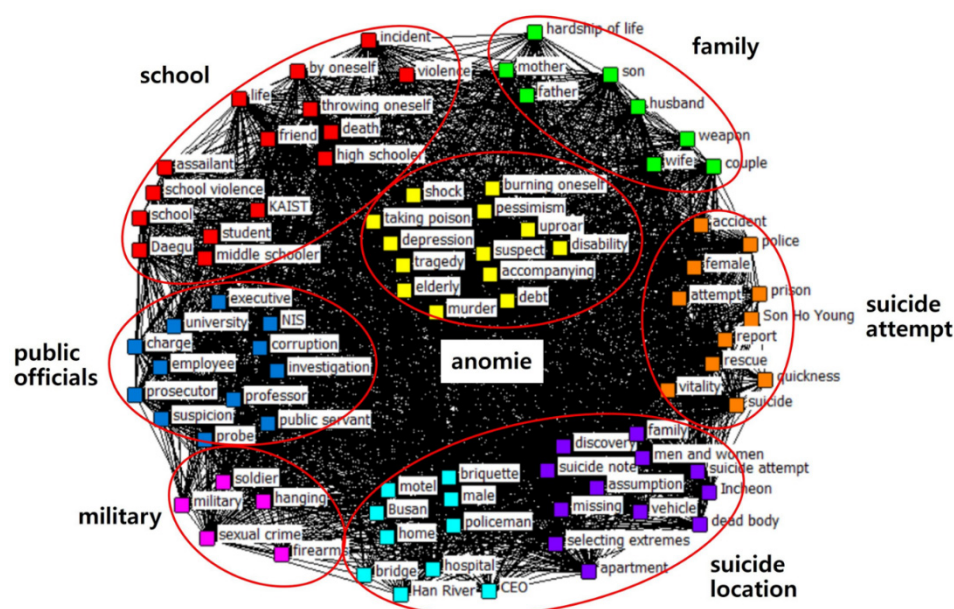 school
incident
by oneself
violence
life
throwing oneself
friend
death
high schooler
assailant
school violence
KAIST
school
student
Daegu
middle schooler
family
hardship of life
mother
son
father
husband
weapon
wife
couple
shock
burning oneself
taking poison
pessimism
uproar
depression
suspect
disability
tragedy
accompanying
elderly
debt
murder
anomie
suicide
attempt
accident
police
female
attempt
prison
Son Ho Young
report
rescue
quickness
vitality
suicide
public
officials
executive
university
NIS
charge
corruption
employee
investigation
prosecutor
professor
suspicion
public servant
probe
military
soldier
military
hanging
sexual crime
firearms
suicide
location
motel
briquette
Busan
male
home
policeman
bridge
hospital
Han River
CEO
family
discovery
men and women
suicide note
suicide attempt
assumption
Incheon
missing
vehicle
dead body
selecting extremes
apartment